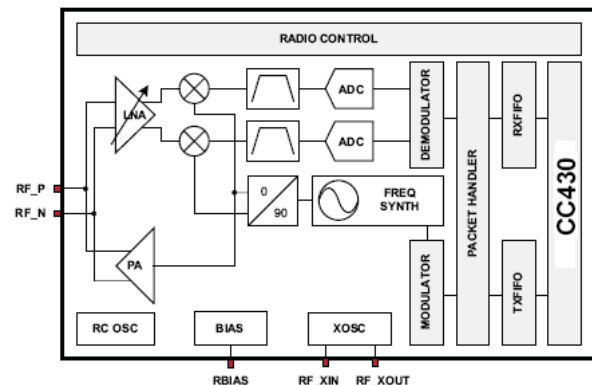 RADIO CONTROL
LNA
ADC
ADC
DEMODULATOR
PACKET HANDLER
RXFIFO
CC430
RF_P
RF_N
0
90
FREQ
SYNTH
PA
MODULATOR
TXFIFO
RC OSC
BIAS
XOSC
RBIAS
RF_XIN
RF_XOUT